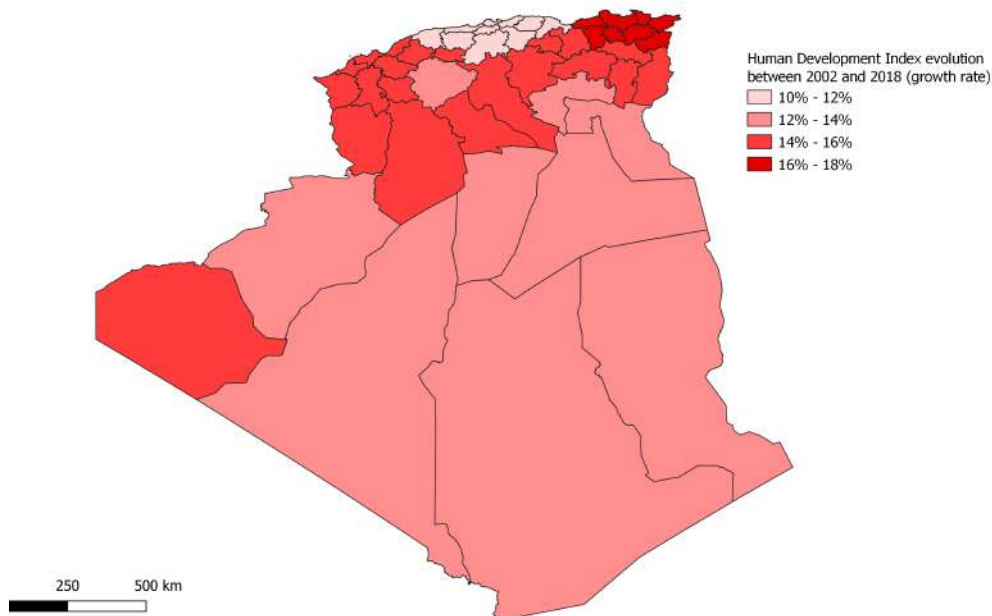 Human Development Index evolution
between 2002 and 2018 (growth rate)
10% - 12%
12% - 14%
14% - 16%
16% - 18%
250 500 km